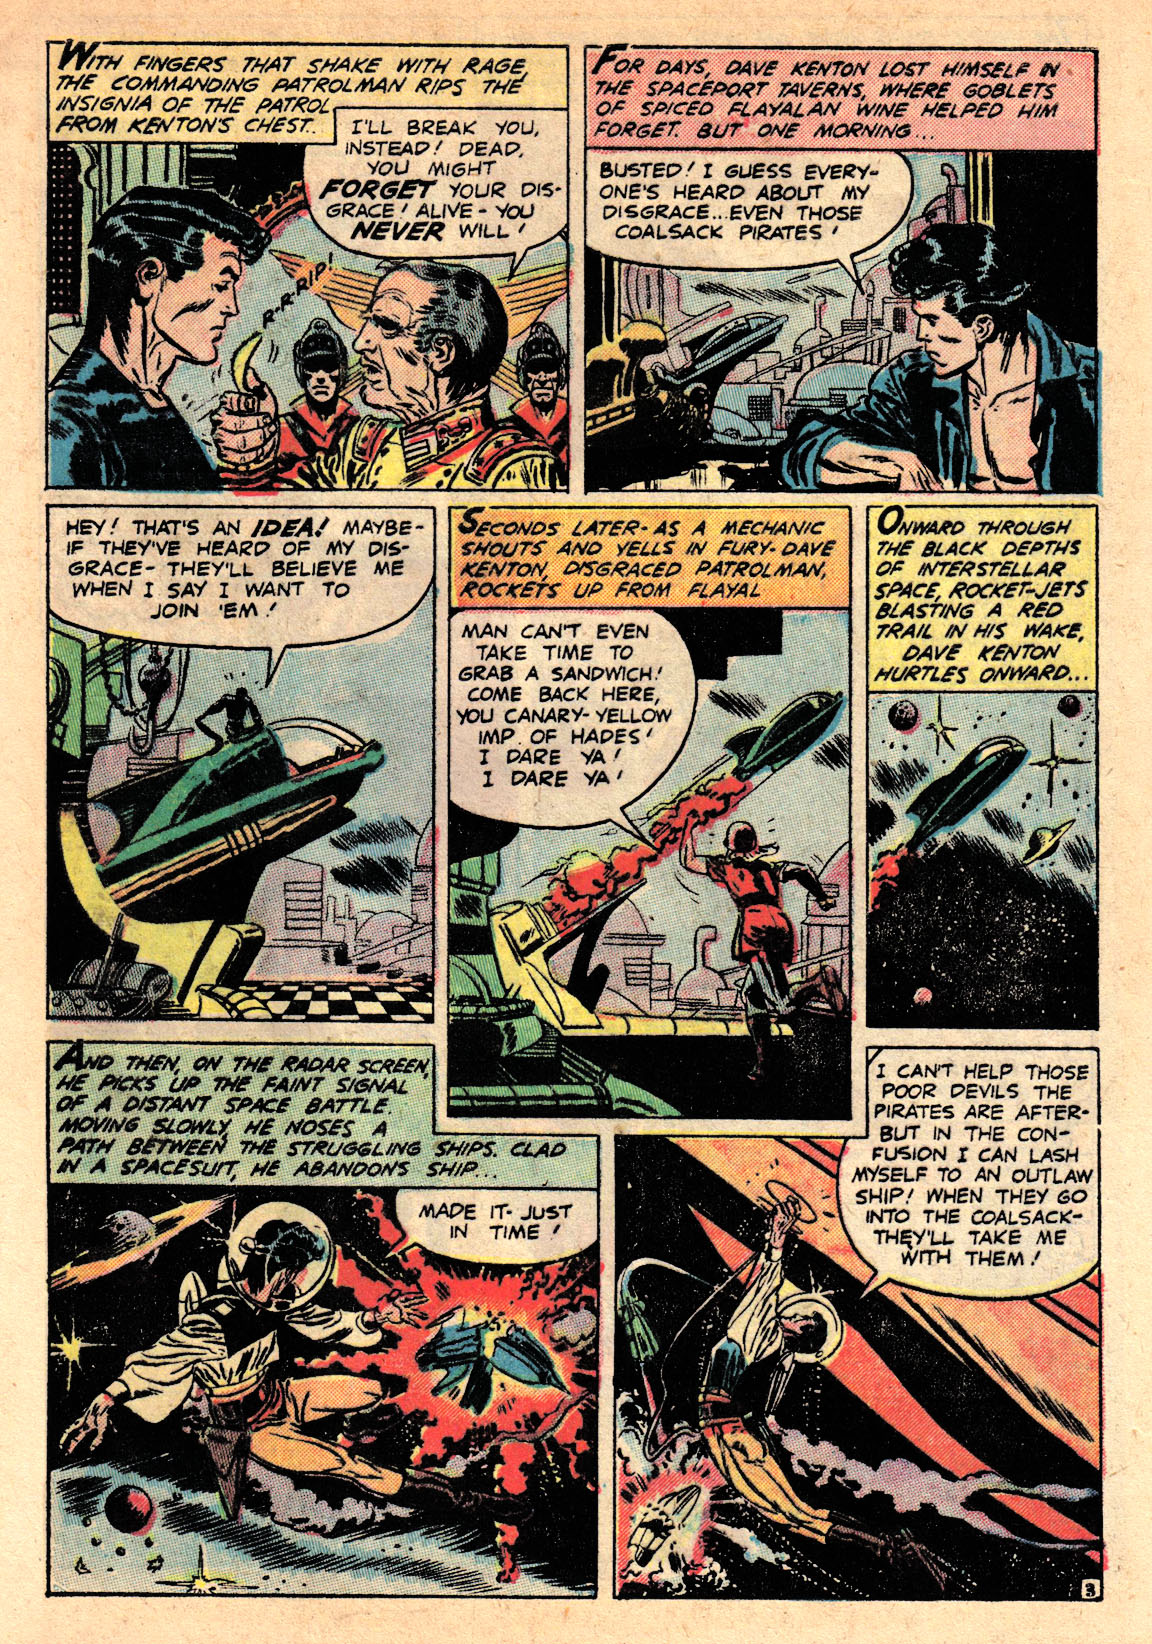 WITH FINGERS THAT SHAKE WITH RAGE,
THE COMMANDING PATROLMAN RIPS THE
INSIGNIA OF THE PATROL
FROM KENTON'S CHEST...
I'LL BREAK YOU,
INSTEAD! DEAD,
YOU MIGHT
FORGET YOUR DIS-
GRACE! ALIVE - YOU
NEVER WILL!
R-R-RIP!
FOR DAYS, DAVE KENTON LOST HIMSELF IN
THE SPACEPORT TAVERNS, WHERE GOBLETS
OF SPICED FLAYALAN WINE HELPED HIM
FORGET. BUT ONE MORNING...
BUSTED! I GUESS EVERY-
ONE'S HEARD ABOUT MY
DISGRACE...EVEN THOSE
COALSACK PIRATES!
HEY! THAT'S AN IDEA! MAYBE-
IF THEY'VE HEARD OF MY DIS-
GRACE - THEY'LL BELIEVE ME
WHEN I SAY I WANT TO
JOIN 'EM!
SECONDS LATER - AS A MECHANIC
SHOUTS AND YELLS IN FURY - DAVE
KENTON, DISGRACED PATROLMAN,
ROCKETS UP FROM FLAYAL
MAN CAN'T EVEN
TAKE TIME TO
GRAB A SANDWICH!
COME BACK HERE,
YOU CANARY-YELLOW
IMP. OF HADES!
I DARE YA!
I DARE YA!
ONWARD THROUGH
THE BLACK DEPTHS
OF INTERSTELLAR
SPACE, ROCKET-JETS
BLASTING A RED
TRAIL IN HIS WAKE,
DAVE KENTON
HURTLES ONWARD...
AND THEN, ON THE RADAR SCREEN,
HE PICKS UP THE FAINT SIGNAL
OF A DISTANT SPACE BATTLE.
MOVING SLOWLY, HE NOSES A
PATH BETWEEN THE STRUGGLING SHIPS. CLAD
IN A SPACESUIT, HE ABANDONS SHIP...
MADE IT - JUST
IN TIME!
I CAN'T HELP THOSE
POOR DEVILS THE
PIRATES ARE AFTER-
BUT IN THE CON-
FUSION I CAN LASH
MYSELF TO AN OUTLAW
SHIP! WHEN THEY GO
INTO THE COALSACK-
THEY'LL TAKE ME
WITH THEM!
3